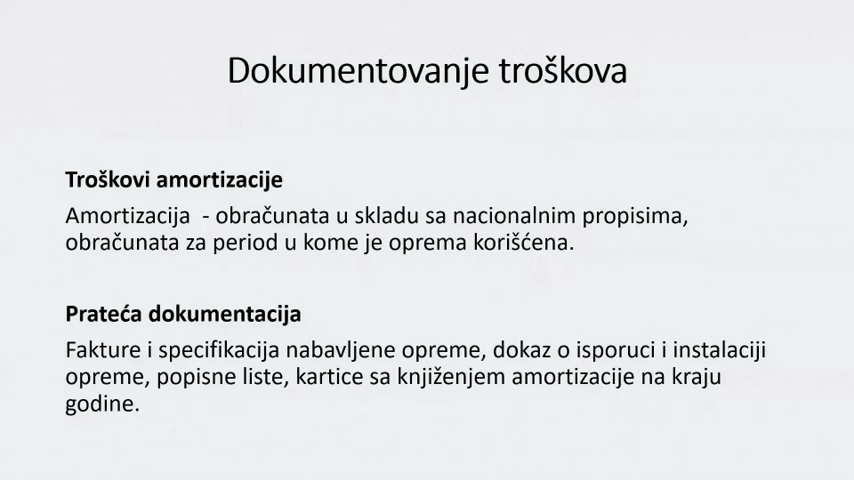 Dokumentovanje troškova
Troškovi amortizacije
Amortizacija  - obračunata u skladu sa nacionalnim propisima,
obračunata za period u kome je oprema korišćena.
Prateća dokumentacija
Fakture i specifikacija nabavljene opreme, dokaz o isporuci i instalaciji
opreme, popisne liste, kartice sa knjiženjem amortizacije na kraju
godine.